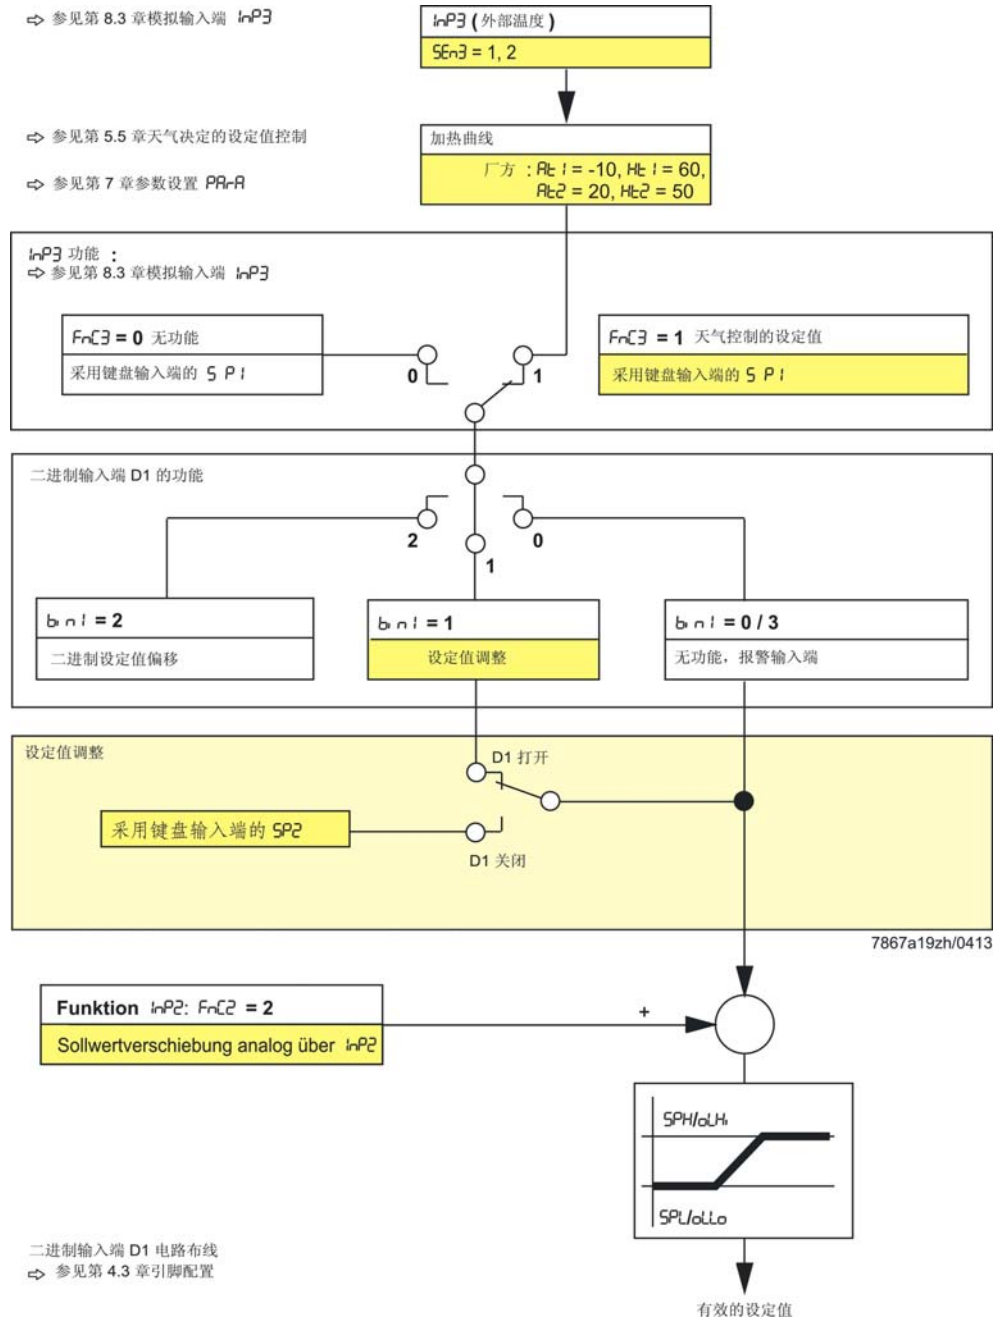 ⇨ 参见第 8.3 章模拟输入端 InP3
InP3 ( 外部温度 )
SEn3 = 1, 2
⇨ 参见第 5.5 章天气决定的设定值控制
加热曲线
⇨ 参见第 7 章参数设置 PArA
厂方 : At1 = -10, Ht1 = 60,
At2 = 20, Ht2 = 50
InP3 功能 :
⇨ 参见第 8.3 章模拟输入端 InP3
FnC3 = 0 无功能
采用键盘输入端的 SP1
FnC3 = 1 天气控制的设定值
采用键盘输入端的 SP1
0
1
二进制输入端 D1 的功能
2
0
1
bin1 = 2
二进制设定值偏移
bin1 = 1
设定值调整
bin1 = 0 / 3
无功能，报警输入端
设定值调整
D1 打开
采用键盘输入端的 SP2
D1 关闭
7867a19zh/0413
Funktion InP2: FnC2 = 2
Sollwertverschiebung analog über InP2
+
SPH/oLHi
SPL/oLLo
二进制输入端 D1 电路布线
⇨ 参见第 4.3 章引脚配置
有效的设定值